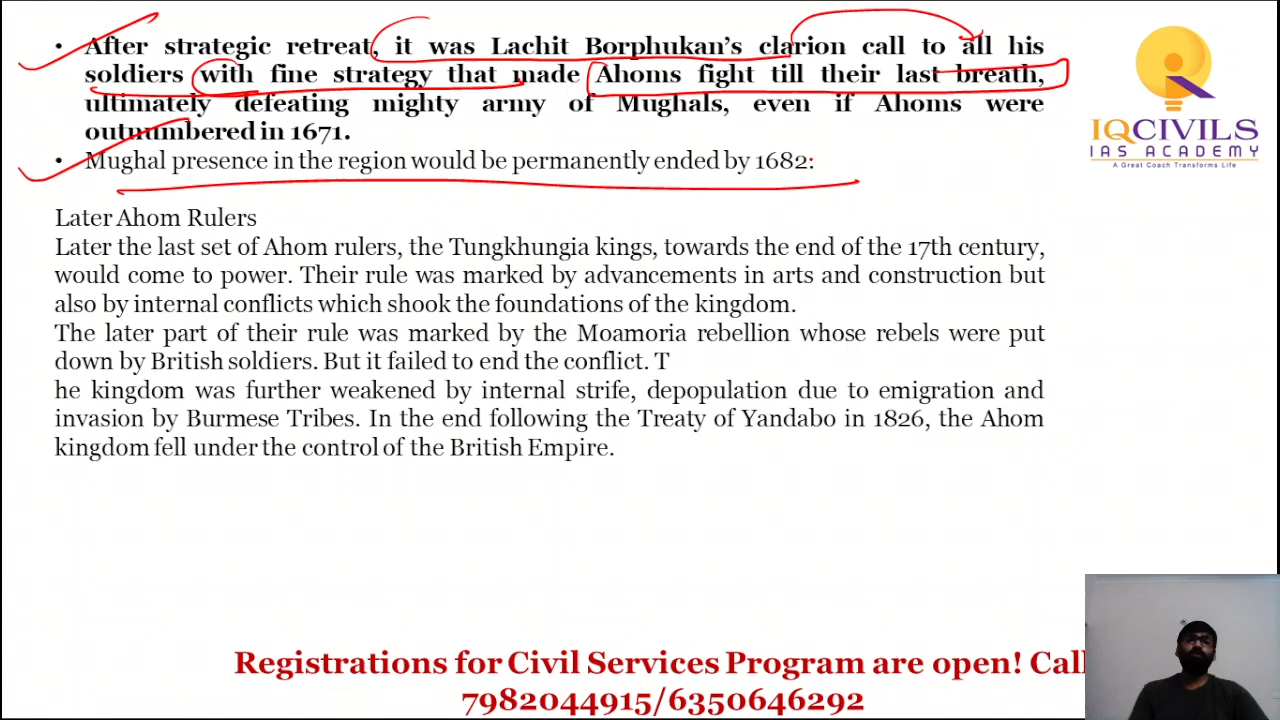 • After strategic retreat, it was Lachit Borphukan’s clarion call to all his
soldiers with fine strategy that made Ahoms fight till their last breath,
ultimately defeating mighty army of Mughals, even if Ahoms were
outnumbered in 1671.
• Mughal presence in the region would be permanently ended by 1682:
IQCIVILS
IAS ACADEMY
A Great Coach Transforms Life
Later Ahom Rulers
Later the last set of Ahom rulers, the Tungkhungia kings, towards the end of the 17th century,
would come to power. Their rule was marked by advancements in arts and construction but
also by internal conflicts which shook the foundations of the kingdom.
The later part of their rule was marked by the Moamoria rebellion whose rebels were put
down by British soldiers. But it failed to end the conflict. T
he kingdom was further weakened by internal strife, depopulation due to emigration and
invasion by Burmese Tribes. In the end following the Treaty of Yandabo in 1826, the Ahom
kingdom fell under the control of the British Empire.
Registrations for Civil Services Program are open! Call
7982044915/6350646292